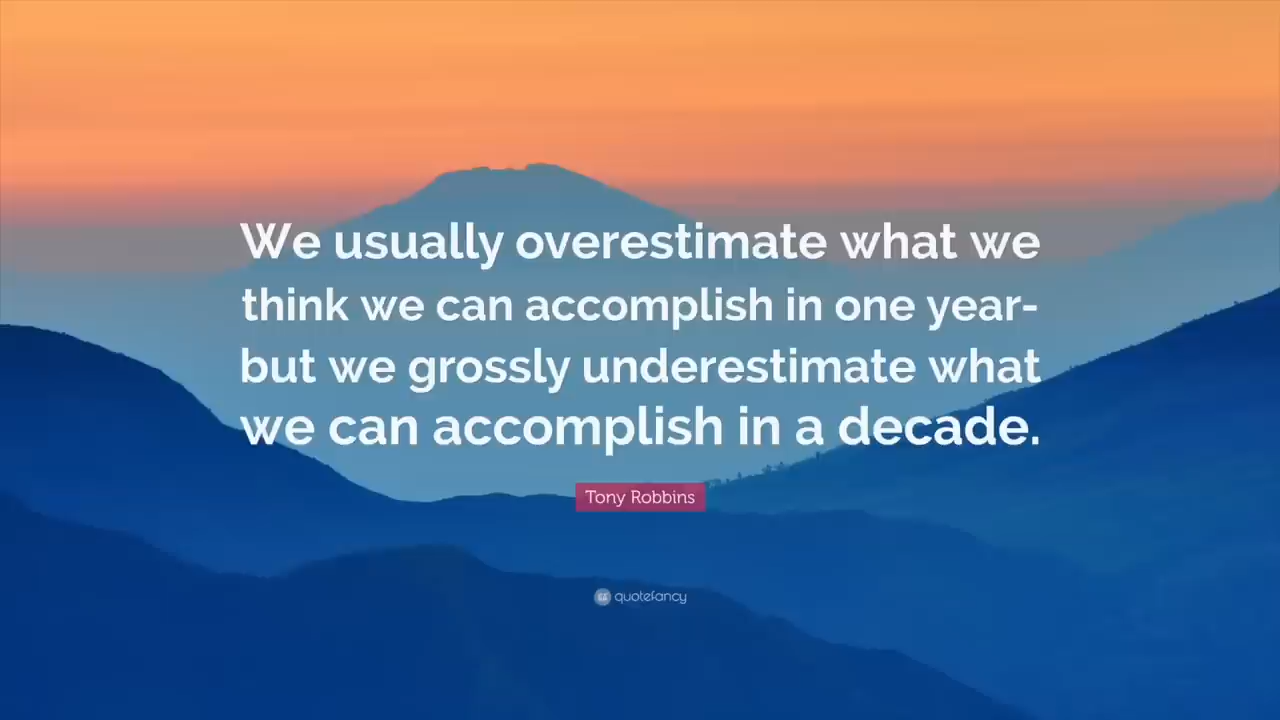 We usually overestimate what we
think we can accomplish in one year-
but we grossly underestimate what
we can accomplish in a decade.
Tony Robbins
quotefancy